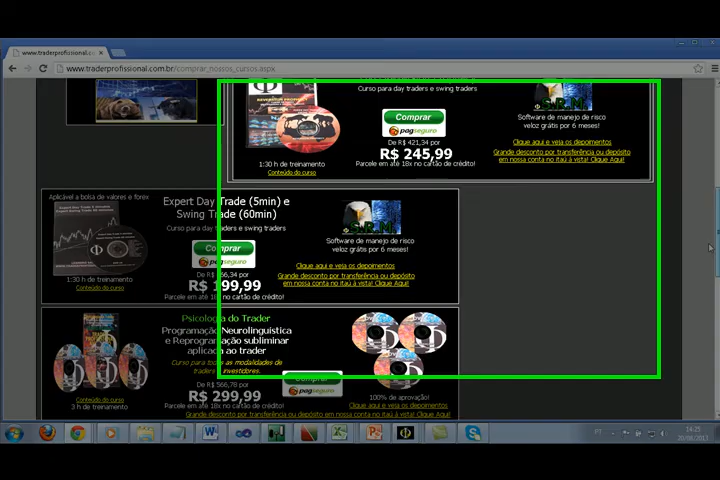 www.traderprofissional.co
www.traderprofissional.com.br/comprar_nossos_cursos.aspx
Curso para day traders e swing traders
Comprar
pagseguro
De R$ 421,34 por
R$ 245,99
Parcele em até 18x no cartão de crédito!
1:30 h de treinamento
Conteúdo do curso
S.R.M.
Software de manejo de risco
veloz grátis por 6 meses!
Clique aqui e veja os depoimentos
Grande desconto por transferência ou depósito
em nossa conta no itaú à vista! Clique Aqui!
Aplicável a bolsa de valores e forex
Expert Day Trade (5min) e
Swing Trade (60min)
Curso para day traders e swing traders
Comprar
pagseguro
R$ 199,99
Parcele em até 18x no cartão de crédito!
1:30 h de treinamento
Conteúdo do curso
S.R.M.
Software de manejo de risco
veloz grátis por 6 meses!
Clique aqui e veja os depoimentos
Grande desconto por transferência ou depósito
em nossa conta no itaú à vista! Clique Aqui!
Psicologia do Trader
Programação Neurolinguística
e Reprogramação subliminar
aplicada ao trader
Curso para todas as modalidades de
traders e investidores.
Comprar
pagseguro
De R$ 566,78 por
R$ 299,99
Parcele em até 18x no cartão de crédito!
Conteúdo do curso
3 h de treinamento
100% de aprovação!
Clique aqui e veja os depoimentos
Grande desconto por transferência ou depósito em nossa conta no itaú à vista! Clique Aqui!
PT
14:25
20/08/2013